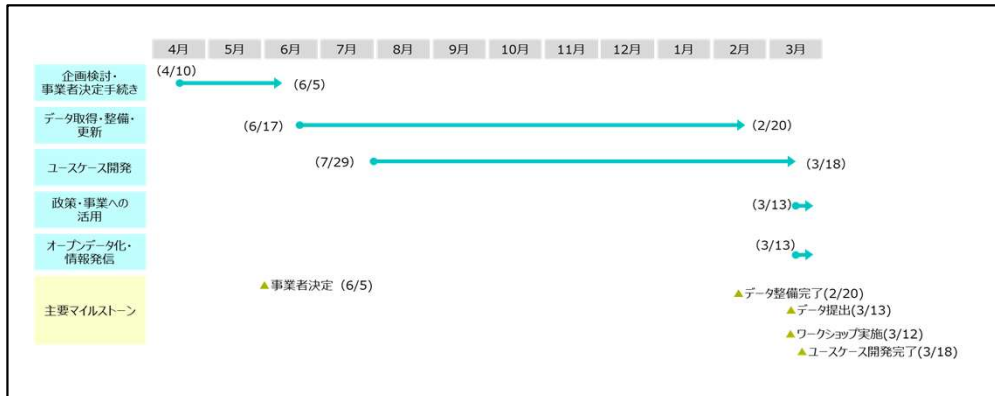 4月 5月 6月 7月 8月 9月 10月 11月 12月 1月 2月 3月
企画検討・
事業者決定手続き
(4/10)
(6/5)
データ取得・整備・
更新
(6/17)
(2/20)
ユースケース開発
(7/29)
(3/18)
政策・事業への
活用
(3/13)
オープンデータ化・
情報発信
(3/13)
主要マイルストーン
▲事業者決定（6/5）
▲データ整備完了(2/20)
▲データ提出(3/13)
▲ワークショップ実施(3/12)
▲ユースケース開発完了(3/18)